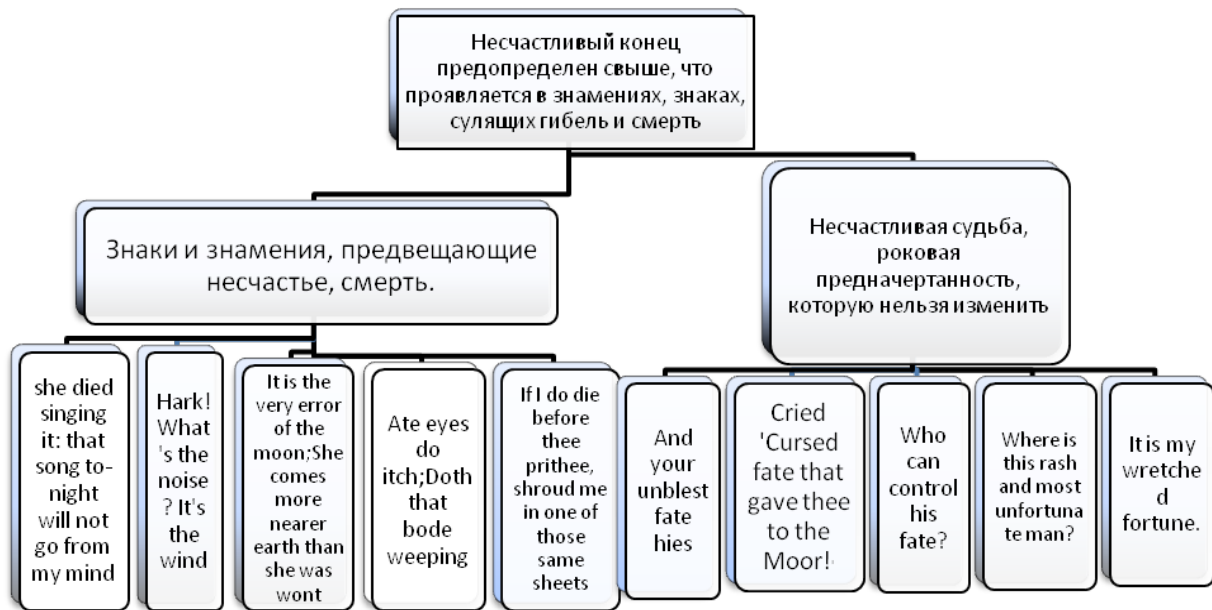 Несчастливый конец
предопределен свыше, что
проявляется в знамениях, знаках,
сулящих гибель и смерть
Знаки и знамения, предвещающие
несчастье, смерть.
Несчастливая судьба,
роковая
предначертанность,
которую нельзя изменить
she died
singing
it: that
song to-
night
will not
go from
my mind
Hark!
What
's the
noise
? It's
the
wind
It is the
very error
of the
moon;She
comes
more
nearer
earth than
she was
wont
Ate eyes
do
itch;Doth
that
bode
weeping
If I do die
before
thee
prithee,
shroud me
in one of
those
same
sheets
And
your
unblest
fate
hies
Cried
'Cursed
fate that
gave thee
to the
Moor!
Who
can
control
his
fate?
Where is
this rash
and most
unfortuna
te man?
It is my
wretche
d
fortune.